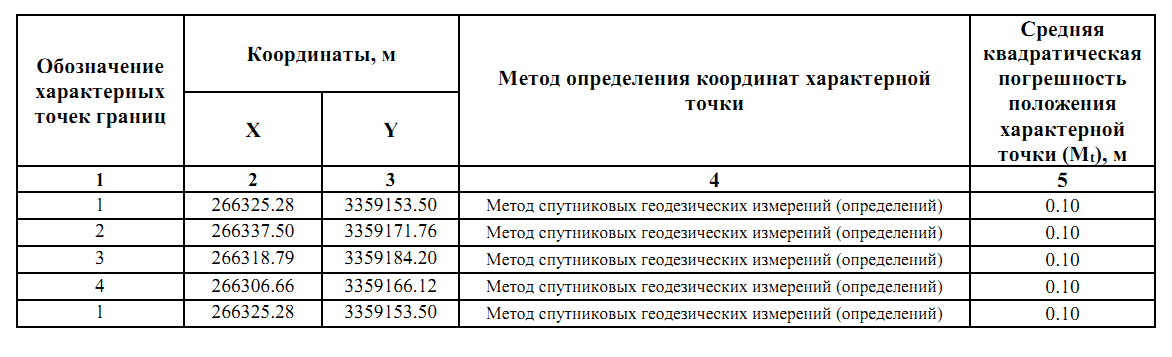 Обозначение
характерных
точек границ
Координаты, м
X
Y
Метод определения координат характерной
точки
Средняя
квадратическая
погрешность
положения
характерной
точки (Mt), м
1 2 3 4 5
1 266325.28 3359153.50 Метод спутниковых геодезических измерений (определений) 0.10
2 266337.50 3359171.76 Метод спутниковых геодезических измерений (определений) 0.10
3 266318.79 3359184.20 Метод спутниковых геодезических измерений (определений) 0.10
4 266306.66 3359166.12 Метод спутниковых геодезических измерений (определений) 0.10
1 266325.28 3359153.50 Метод спутниковых геодезических измерений (определений) 0.10